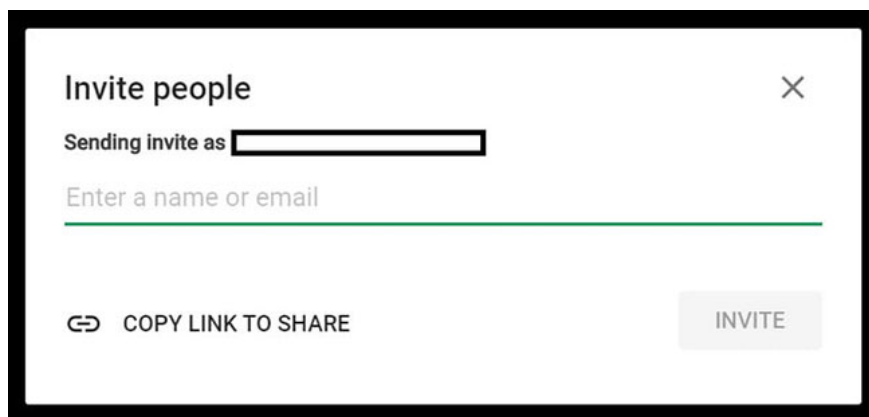 Invite people
Sending invite as
Enter a name or email
COPY LINK TO SHARE
INVITE